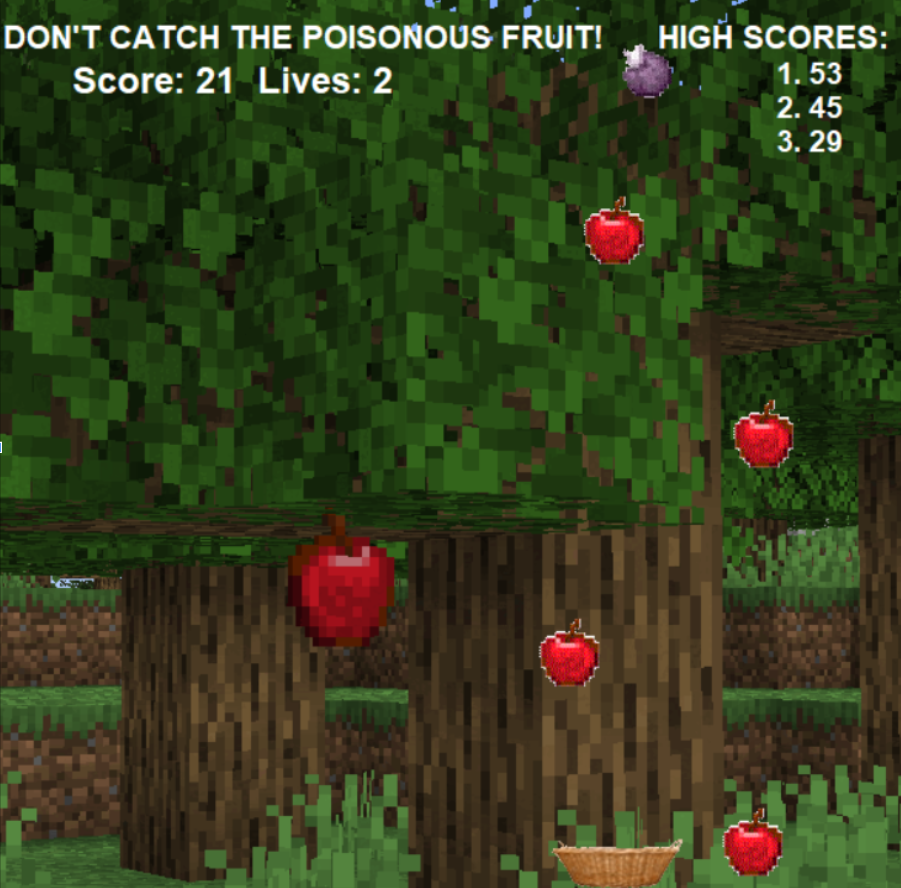 DON'T CATCH THE POISONOUS FRUIT!
Score: 21 Lives: 2
HIGH SCORES:
1. 53
2. 45
3. 29